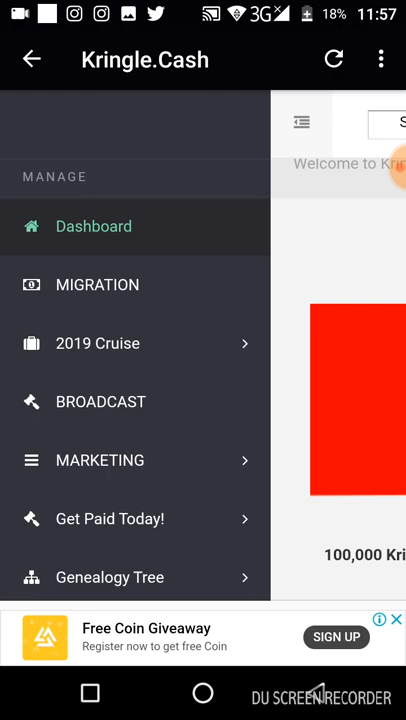 3G 18% 11:57
Kringle.Cash
MANAGE
Welcome to Kri
Dashboard
MIGRATION
2019 Cruise
BROADCAST
MARKETING
Get Paid Today!
100,000 Kri
Genealogy Tree
Free Coin Giveaway
Register now to get free Coin
SIGN UP
DU SCREEN RECORDER